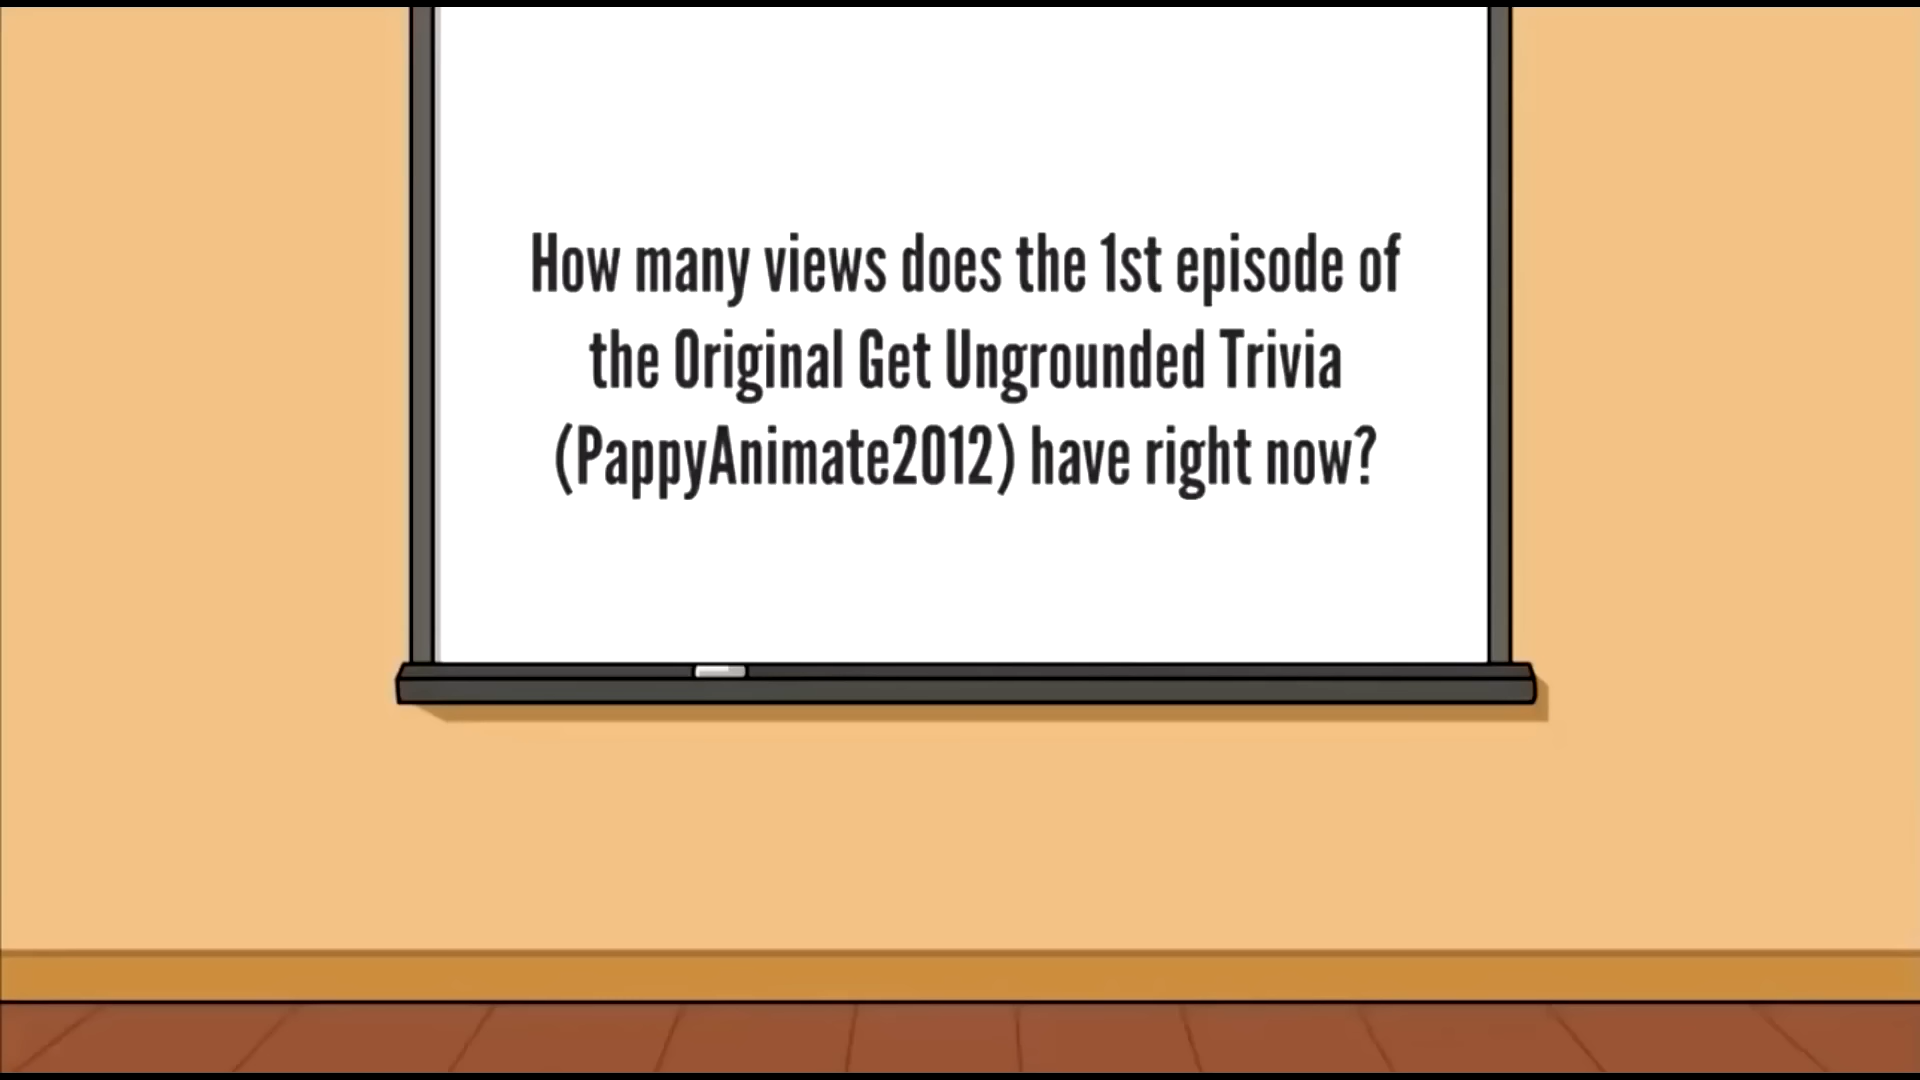 How many views does the 1st episode of
the Original Get Ungrounded Trivia
(PappyAnimate2012) have right now?